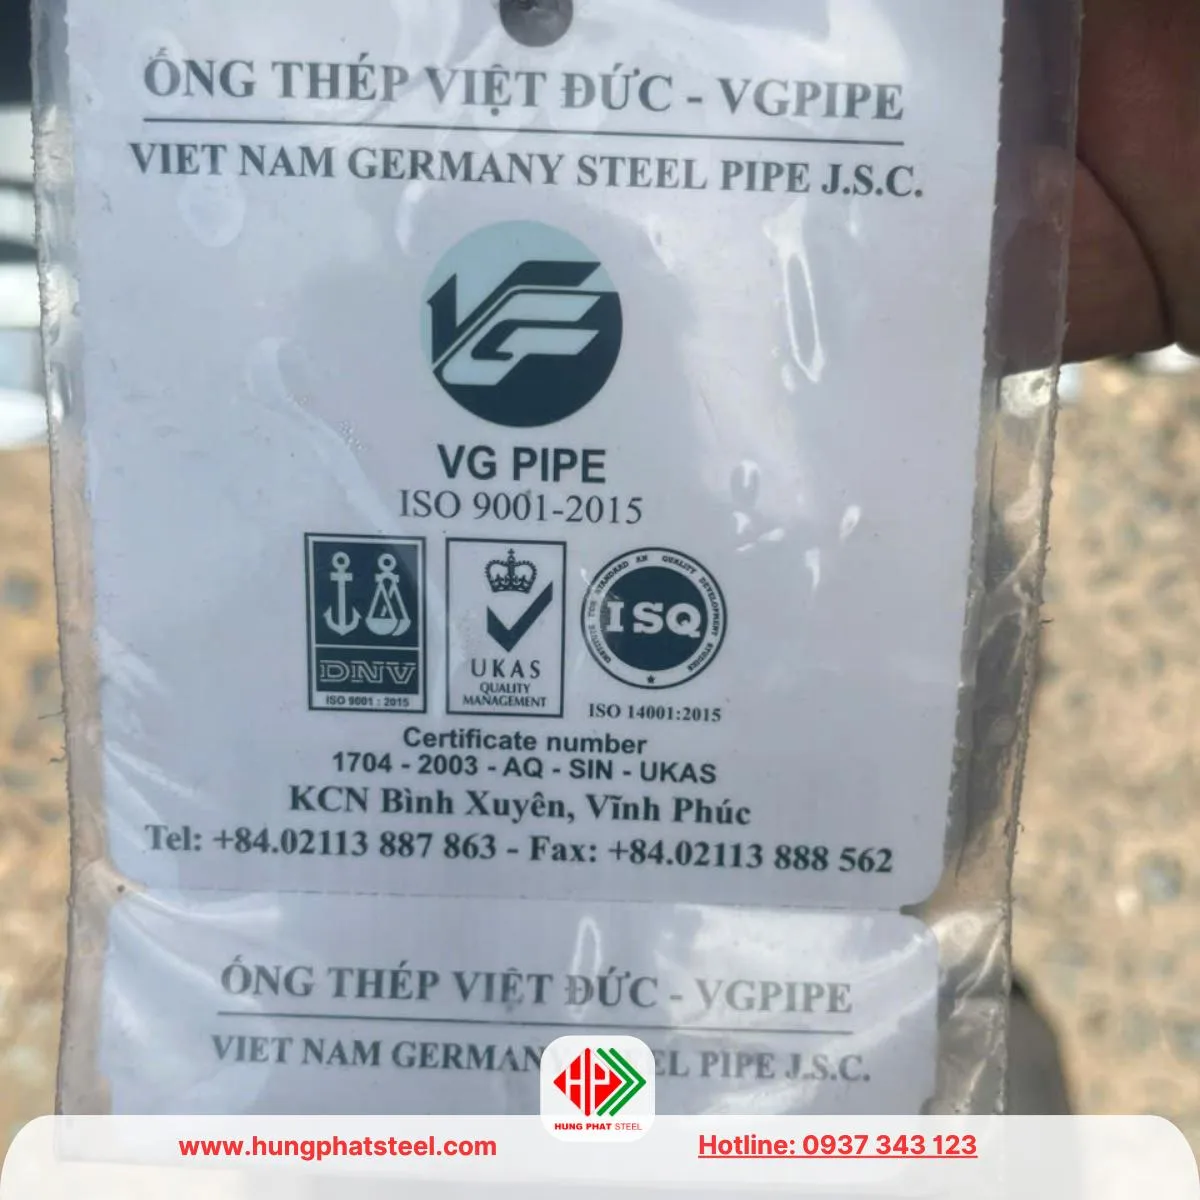 ỐNG THÉP VIỆT ĐỨC - VGPIPE
VIET NAM GERMANY STEEL PIPE J.S.C.
VG PIPE
ISO 9001-2015
DNV
ISO 9001 : 2015
UKAS
QUALITY
MANAGEMENT
ISQ
ISO 14001:2015
Certificate number
1704 - 2003 - AQ - SIN - UKAS
KCN Bình Xuyên, Vĩnh Phúc
Tel: +84.02113 887 863 - Fax: +84.02113 888 562
ỐNG THÉP VIỆT ĐỨC - VGPIPE
VIET NAM GERMAN EL PIPE J.S.C.
HUNG PHAT STEEL
www.hungphatsteel.com
Hotline: 0937 343 123